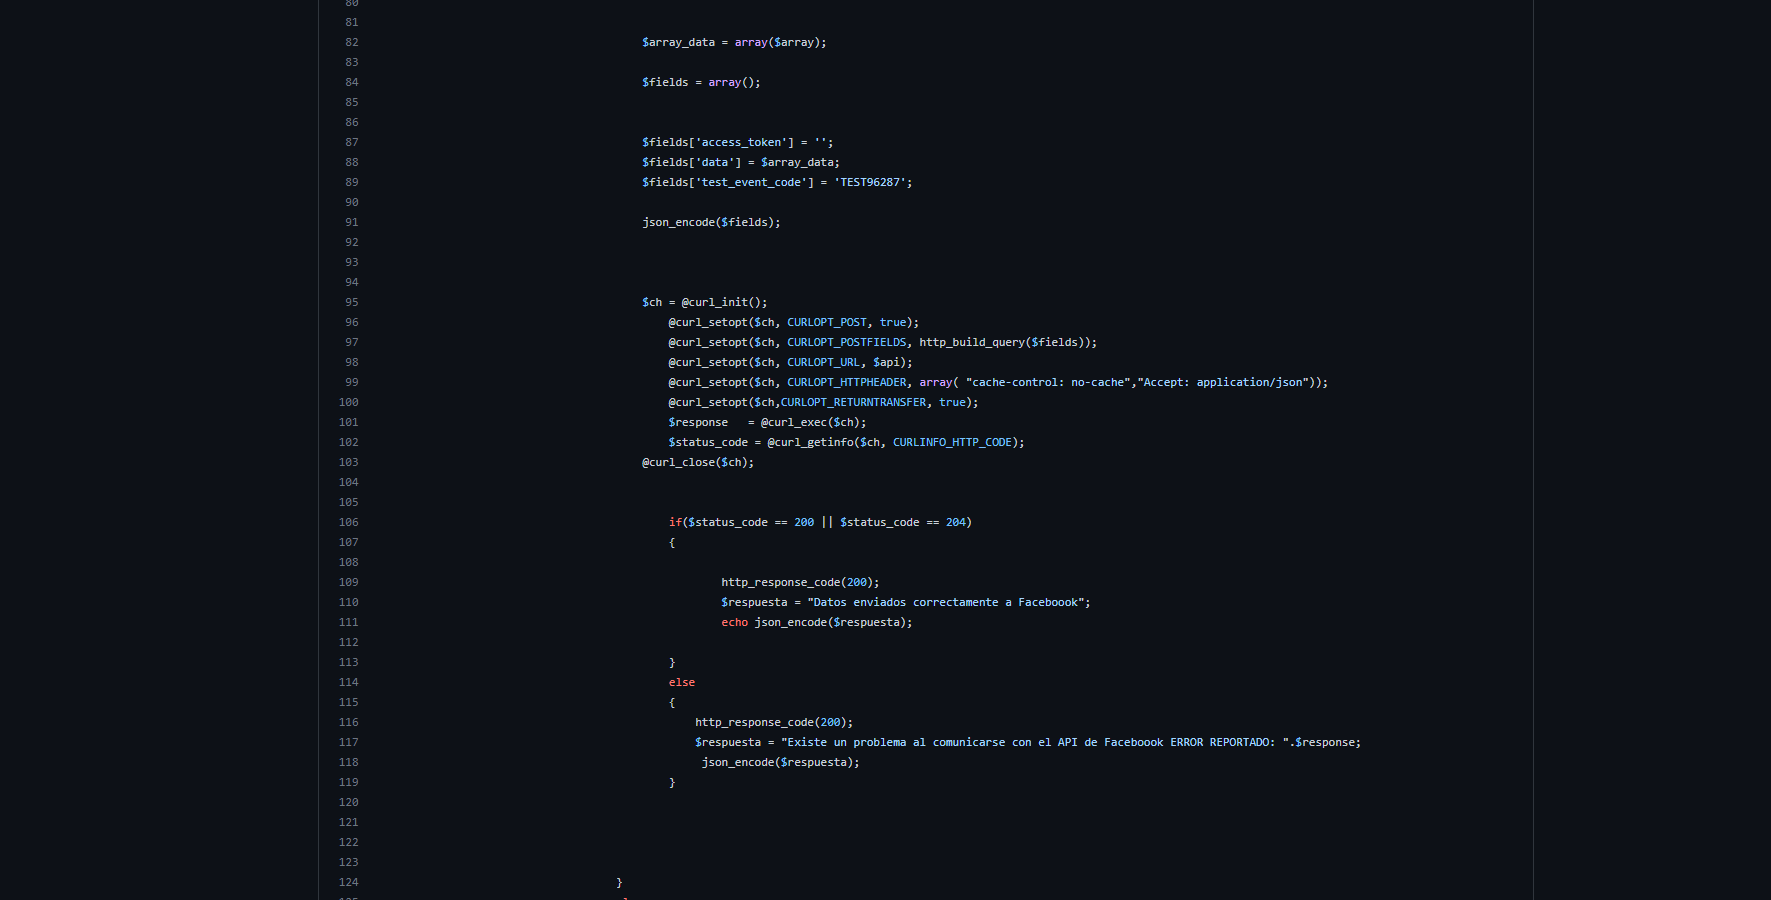 80
81
82 $array_data = array($array);
83
84 $fields = array();
85
86
87 $fields['access_token'] = '';
88 $fields['data'] = $array_data;
89 $fields['test_event_code'] = 'TEST96287';
90
91 json_encode($fields);
92
93
94
95 $ch = @curl_init();
96 @curl_setopt($ch, CURLOPT_POST, true);
97 @curl_setopt($ch, CURLOPT_POSTFIELDS, http_build_query($fields));
98 @curl_setopt($ch, CURLOPT_URL, $api);
99 @curl_setopt($ch, CURLOPT_HTTPHEADER, array( "cache-control: no-cache","Accept: application/json"));
100 @curl_setopt($ch,CURLOPT_RETURNTRANSFER, true);
101 $response   = @curl_exec($ch);
102 $status_code = @curl_getinfo($ch, CURLINFO_HTTP_CODE);
103 @curl_close($ch);
104
105
106 if($status_code == 200 || $status_code == 204)
107 {
108
109 http_response_code(200);
110 $respuesta = "Datos enviados correctamente a Faceboook";
111 echo json_encode($respuesta);
112
113 }
114 else
115 {
116 http_response_code(200);
117 $respuesta = "Existe un problema al comunicarse con el API de Faceboook ERROR REPORTADO: ".$response;
118 json_encode($respuesta);
119 }
120
121
122
123
124 }